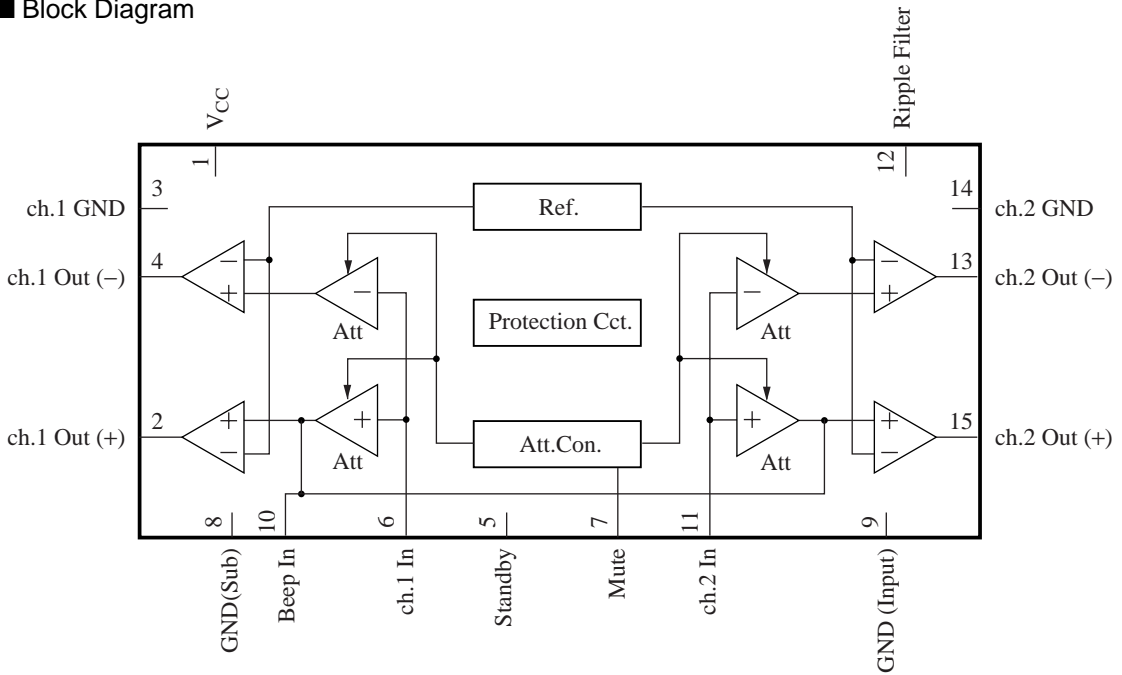 ■ Block Diagram
VCC
Ripple Filter
1
12
3
14
ch.1 GND
Ref.
ch.2 GND
4
13
ch.1 Out (−)
−
+
−
Att
Protection Cct.
−
Att
−
+
ch.2 Out (−)
2
15
ch.1 Out (+)
+
−
+
Att
Att.Con.
+
Att
+
−
ch.2 Out (+)
8
10
6
5
7
11
9
GND(Sub)
Beep In
ch.1 In
Standby
Mute
ch.2 In
GND (Input)